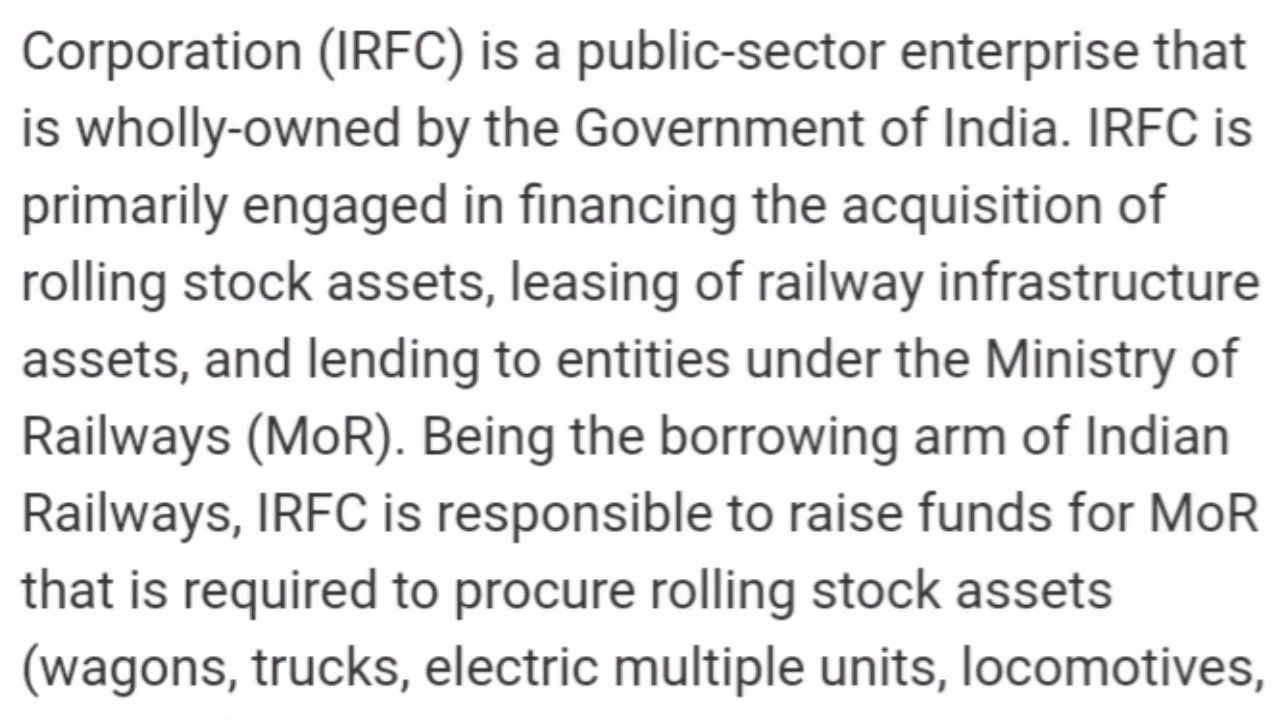 Corporation (IRFC) is a public-sector enterprise that
is wholly-owned by the Government of India. IRFC is
primarily engaged in financing the acquisition of
rolling stock assets, leasing of railway infrastructure
assets, and lending to entities under the Ministry of
Railways (MoR). Being the borrowing arm of Indian
Railways, IRFC is responsible to raise funds for MoR
that is required to procure rolling stock assets
(wagons, trucks, electric multiple units, locomotives,